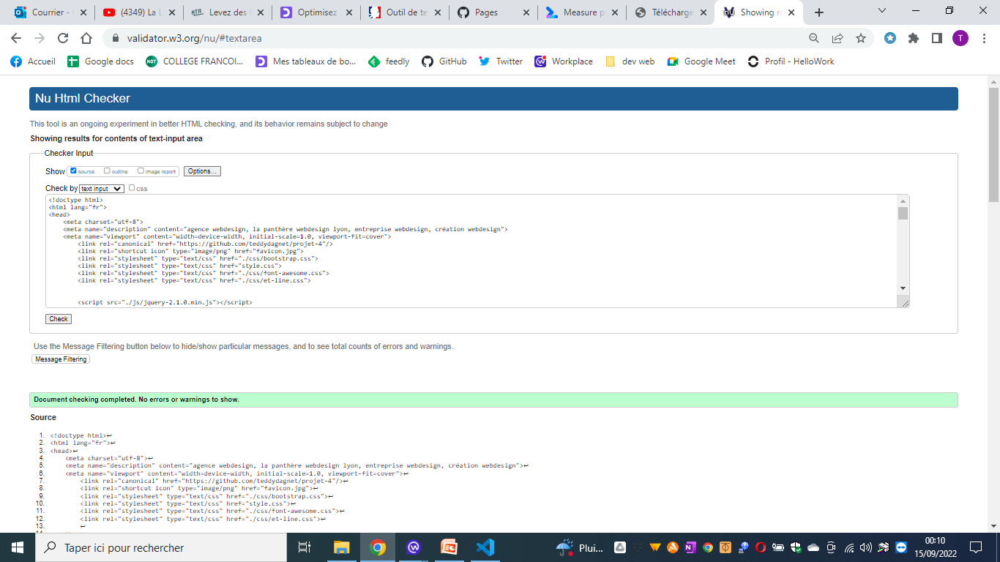 Courrier - 
(4349) La L
Levez des 
Optimisez
Outil de te
Pages
Measure p
Télécharge
Showing r
validator.w3.org/nu/#textarea
T
Accueil Google docs COLLEGE FRANCOI... Mes tableaux de bo... feedly GitHub Twitter Workplace dev web Google Meet Profil - HelloWork
Nu Html Checker
This tool is an ongoing experiment in better HTML checking, and its behavior remains subject to change
Showing results for contents of text-input area
Checker Input
Show source outline image report Options...
Check by text input css
<!doctype html>
<html lang="fr">
<head>
<meta charset="utf-8">
<meta name="description" content="agence webdesign, la panthère webdesign lyon, entreprise webdesign, création webdesign">
<meta name="viewport" content="width=device-width, initial-scale=1.0, viewport-fit=cover">
<link rel="canonical" href="https://github.com/teddydagnet/projet-4"/>
<link rel="shortcut icon" type="image/png" href="favicon.jpg">
<link rel="stylesheet" type="text/css" href="./css/bootstrap.css">
<link rel="stylesheet" type="text/css" href="style.css">
<link rel="stylesheet" type="text/css" href="./css/font-awesome.css">
<link rel="stylesheet" type="text/css" href="./css/et-line.css">
<script src="./js/jquery-2.1.0.min.js"></script>
Check
Use the Message Filtering button below to hide/show particular messages, and to see total counts of errors and warnings.
Message Filtering
Document checking completed. No errors or warnings to show.
Source
1. <!doctype html>↩
2. <html lang="fr">↩
3. <head>↩
4. <meta charset="utf-8">↩
5. <meta name="description" content="agence webdesign, la panthère webdesign lyon, entreprise webdesign, création webdesign">↩
6. <meta name="viewport" content="width=device-width, initial-scale=1.0, viewport-fit=cover">↩
7. <link rel="canonical" href="https://github.com/teddydagnet/projet-4"/>↩
8. <link rel="shortcut icon" type="image/png" href="favicon.jpg">↩
9. <link rel="stylesheet" type="text/css" href="./css/bootstrap.css">↩
10. <link rel="stylesheet" type="text/css" href="style.css">↩
11. <link rel="stylesheet" type="text/css" href="./css/font-awesome.css">↩
12. <link rel="stylesheet" type="text/css" href="./css/et-line.css">↩
13. ↩
Taper ici pour rechercher
Plui...
00:10
15/09/2022